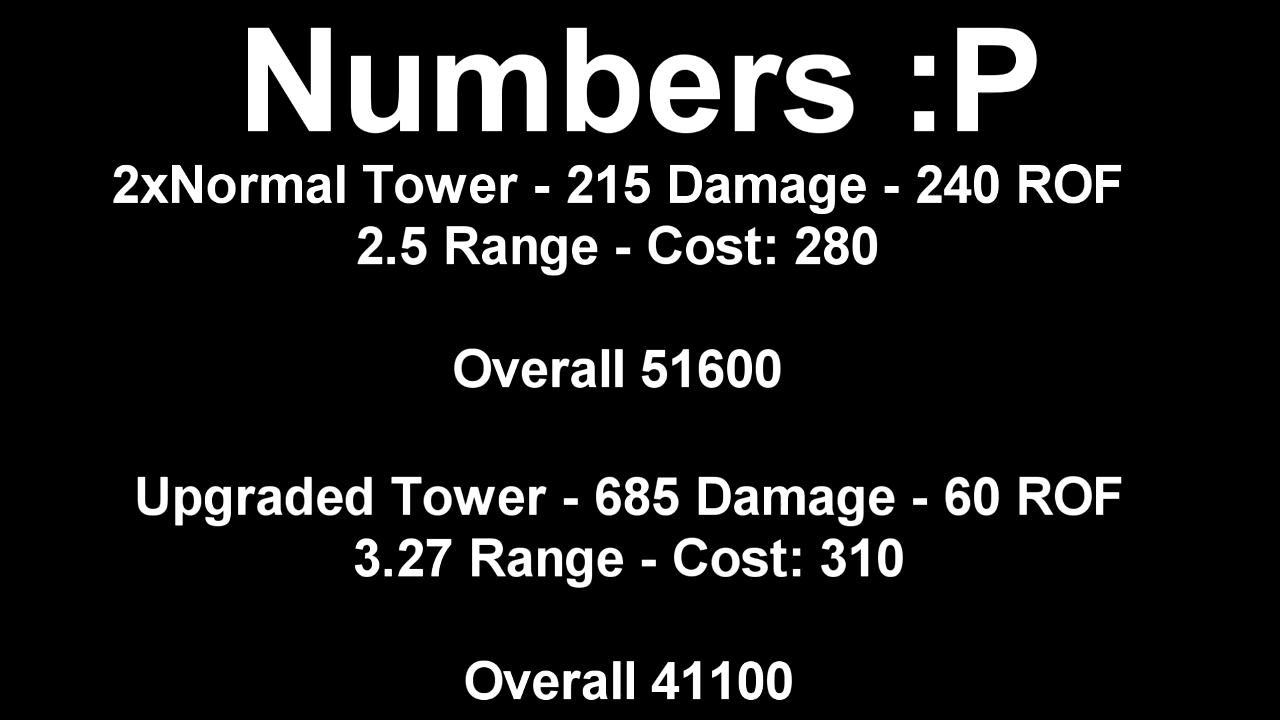 Numbers :P
2xNormal Tower - 215 Damage - 240 ROF
2.5 Range - Cost: 280
Overall 51600
Upgraded Tower - 685 Damage - 60 ROF
3.27 Range - Cost: 310
Overall 41100